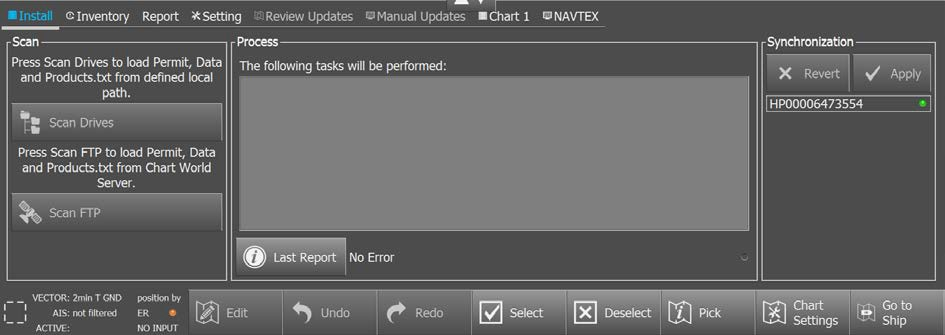 Install Inventory Report Setting Review Updates Manual Updates Chart 1 NAVTEX
Scan
Press Scan Drives to load Permit, Data
and Products.txt from defined local
path.
Scan Drives
Press Scan FTP to load Permit, Data
and Products.txt from Chart World
Server.
Scan FTP
Process
The following tasks will be performed:
Last Report No Error
Synchronization
Revert Apply
HP00006473554
VECTOR: 2min T GND position by
AIS: not filtered ER
ACTIVE: NO INPUT
Edit Undo Redo Select Deselect Pick
Chart
Settings
Go to
Ship